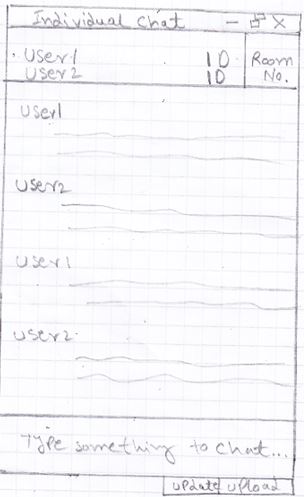 Individual Chat
User1 10 Room
User2 10 No.
User1
User2
User1
User2
Type something to chat...
update upload